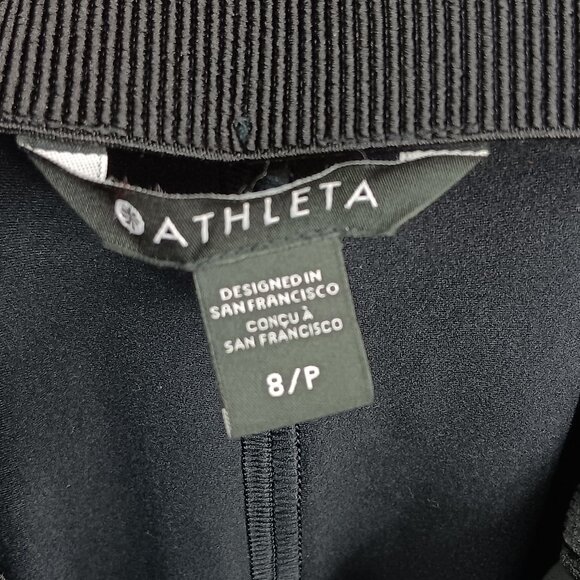 ATHLETA
DESIGNED IN
SAN FRANCISCO
CONÇU À
SAN FRANCISCO
8/P